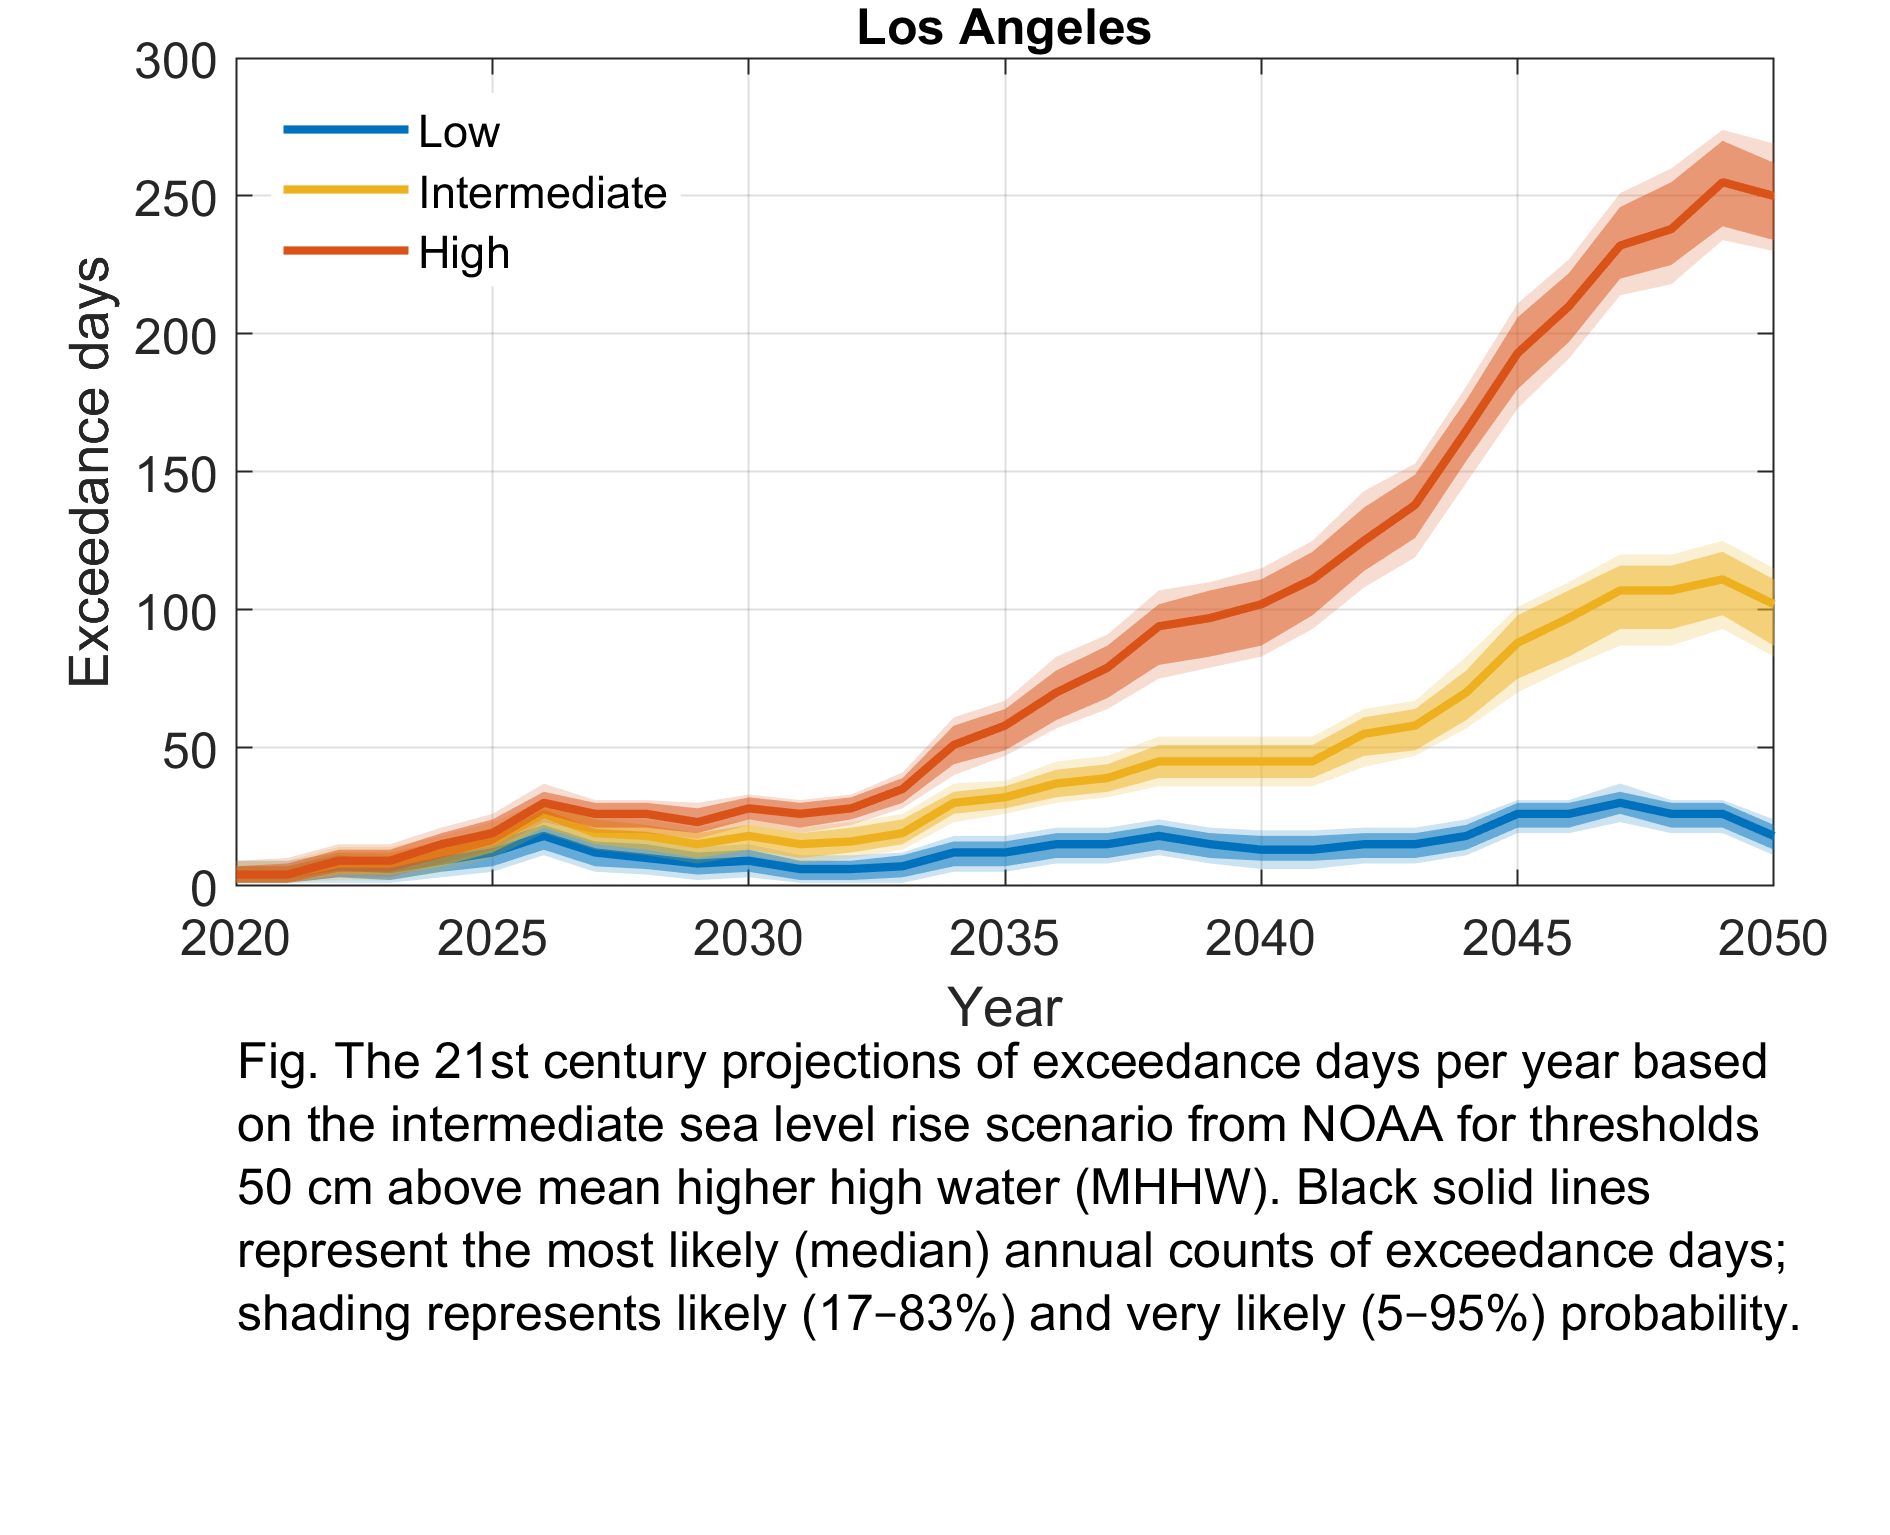 Los Angeles
300
250
200
150
100
50
0
Exceedance days
Low
Intermediate
High
2020 2025 2030 2035 2040 2045 2050
Year
Fig. The 21st century projections of exceedance days per year based
on the intermediate sea level rise scenario from NOAA for thresholds
50 cm above mean higher high water (MHHW). Black solid lines
represent the most likely (median) annual counts of exceedance days;
shading represents likely (17–83%) and very likely (5–95%) probability.